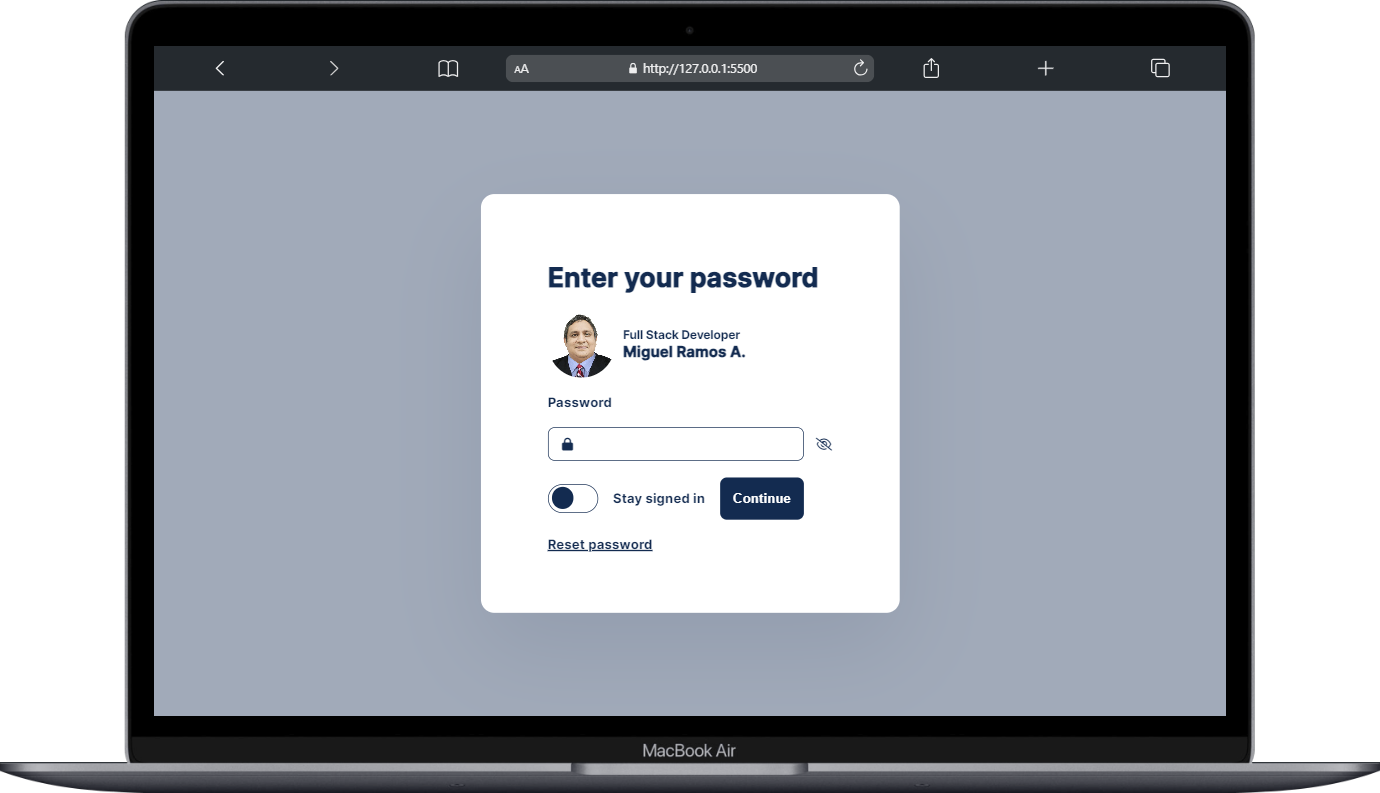 AA http://127.0.0.1:5500
Enter your password
Full Stack Developer
Miguel Ramos A.
Password
Stay signed in Continue
Reset password
MacBook Air